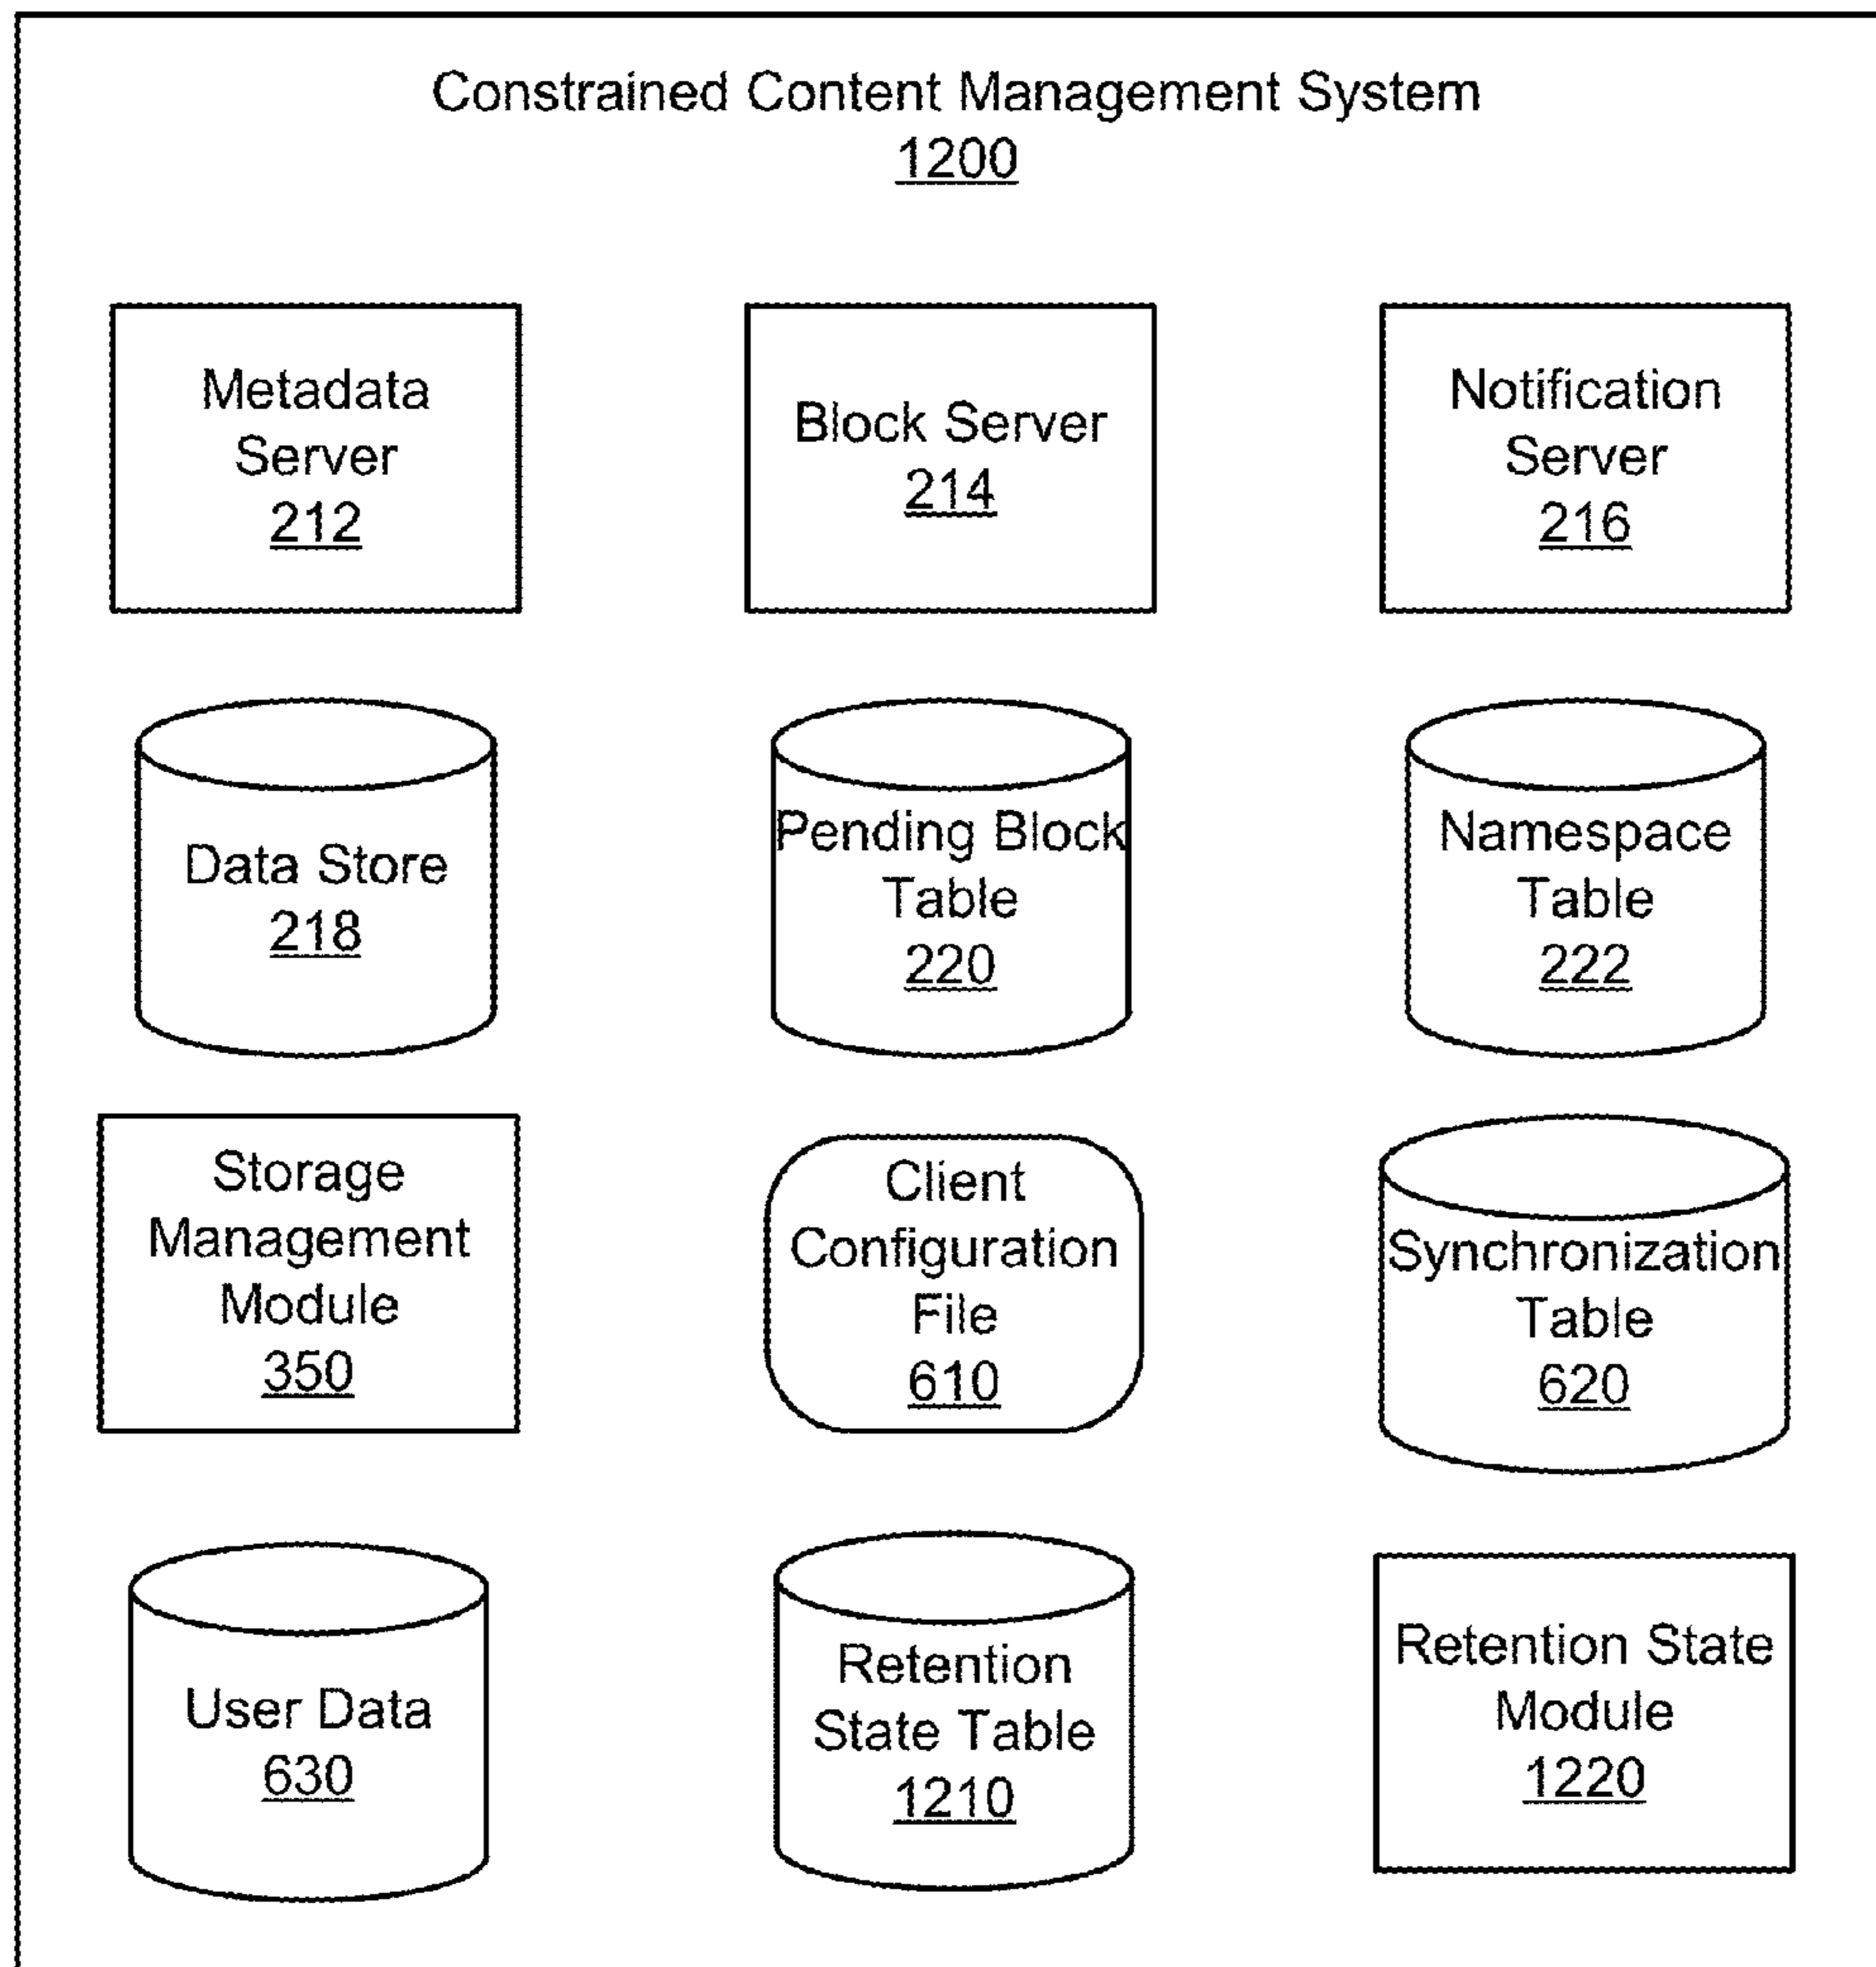 Constrained Content Management System
1200
Metadata
Server
212
Block Server
214
Notification
Server
216
Data Store
218
Pending Block
Table
220
Namespace
Table
222
Storage
Management
Module
350
Client
Configuration
File
610
Synchronization
Table
620
User Data
630
Retention
State Table
1210
Retention State
Module
1220